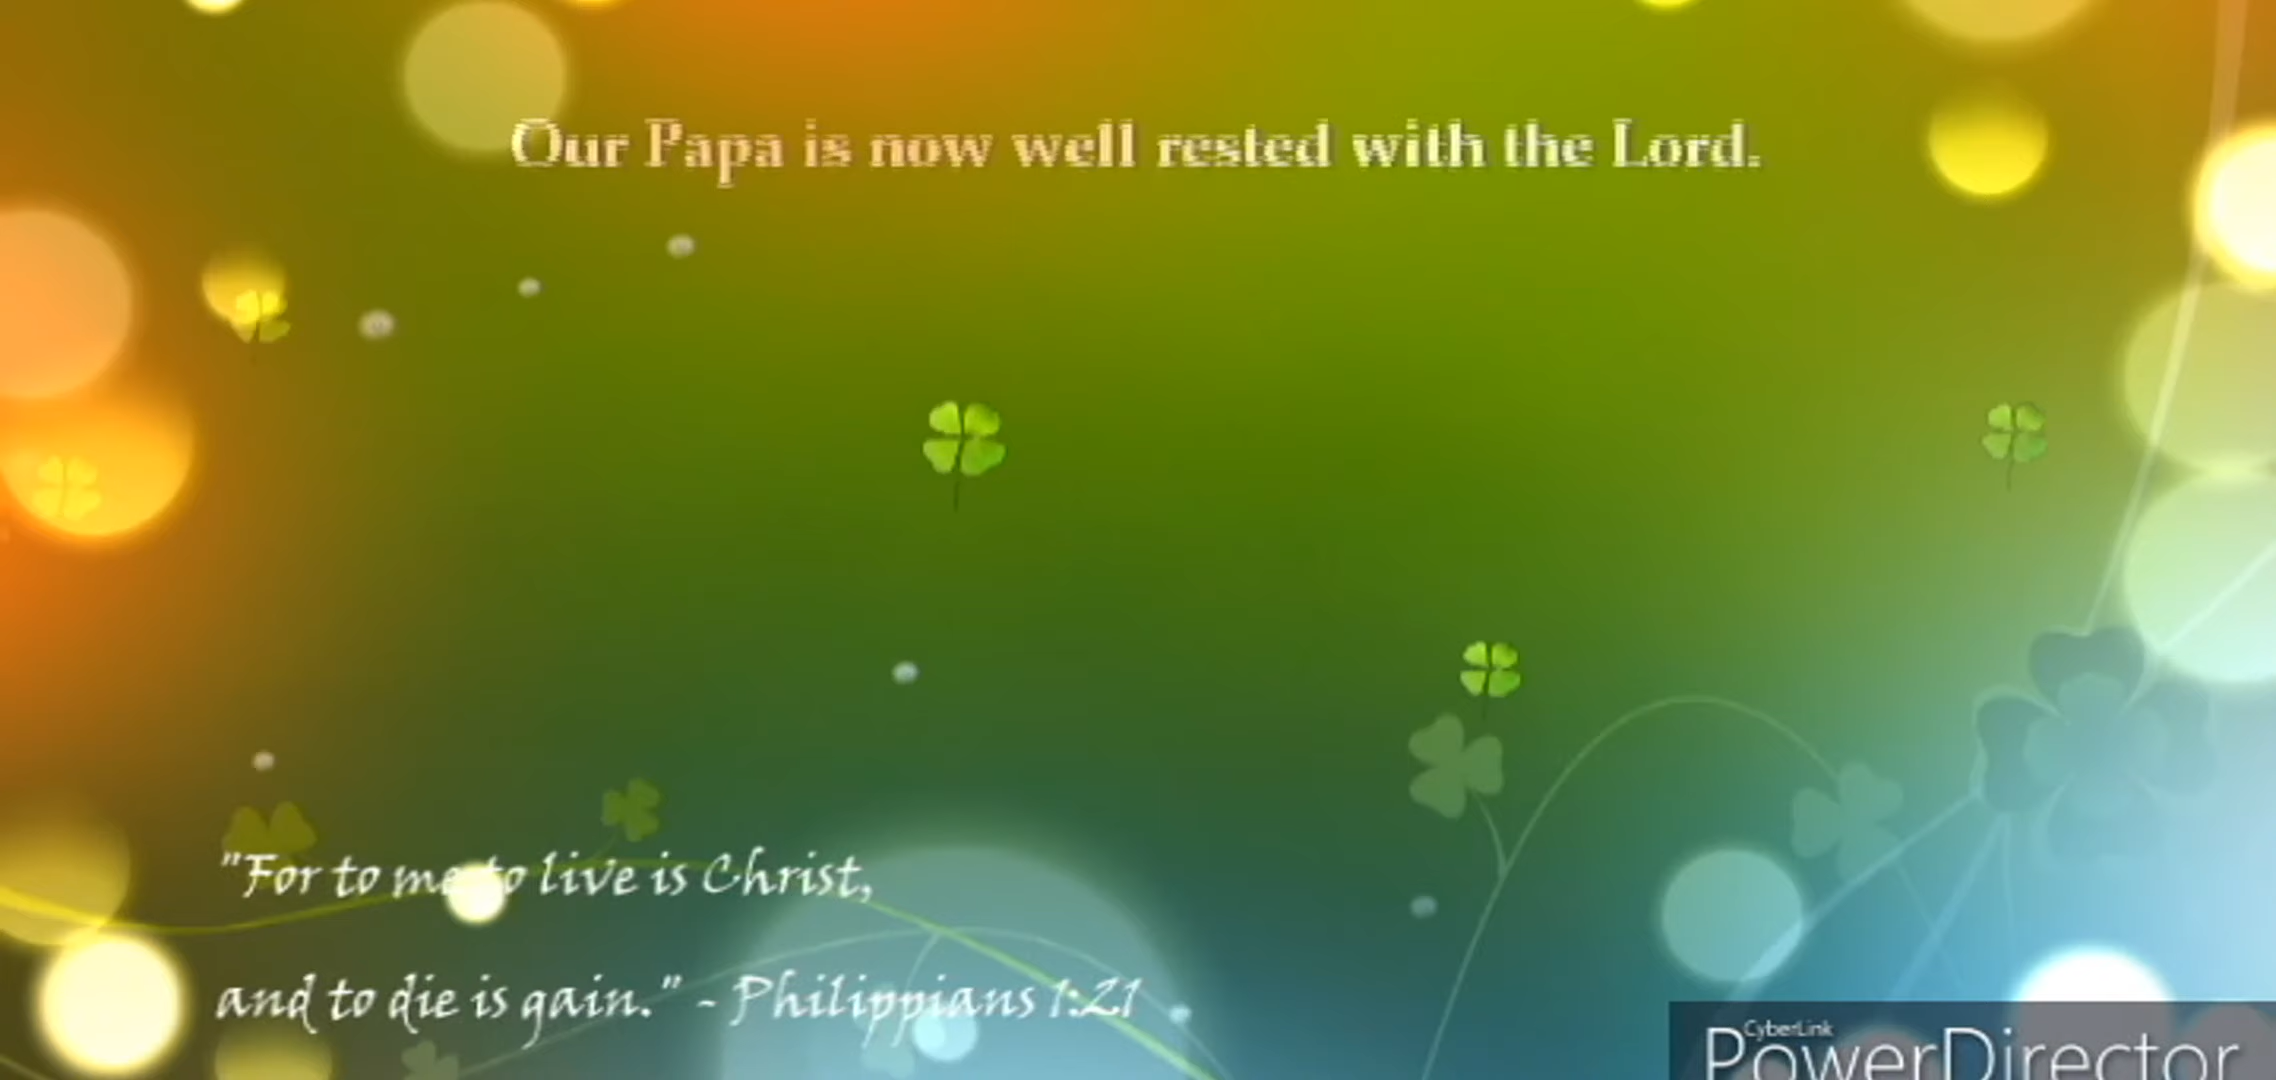 Our Papa is now well rested with the Lord.
"For to me to live is Christ,
and to die is gain." - Philippians 1:21
CyberLink
PowerDirector